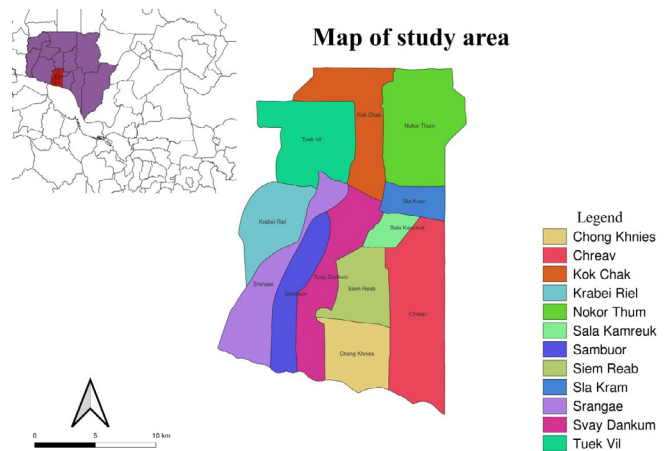 Map of study area
Kok Chak
Nokor Thum
Tuek Vil
Sla Kram
Krabei Riel
Sala Kamreuk
Svay Dankum
Srangae
Siem Reab
Sambuor
Chreav
Chong Khnies
Legend
Chong Khnies
Chreav
Kok Chak
Krabei Riel
Nokor Thum
Sala Kamreuk
Sambuor
Siem Reab
Sla Kram
Srangae
Svay Dankum
Tuek Vil
0 5 10 km